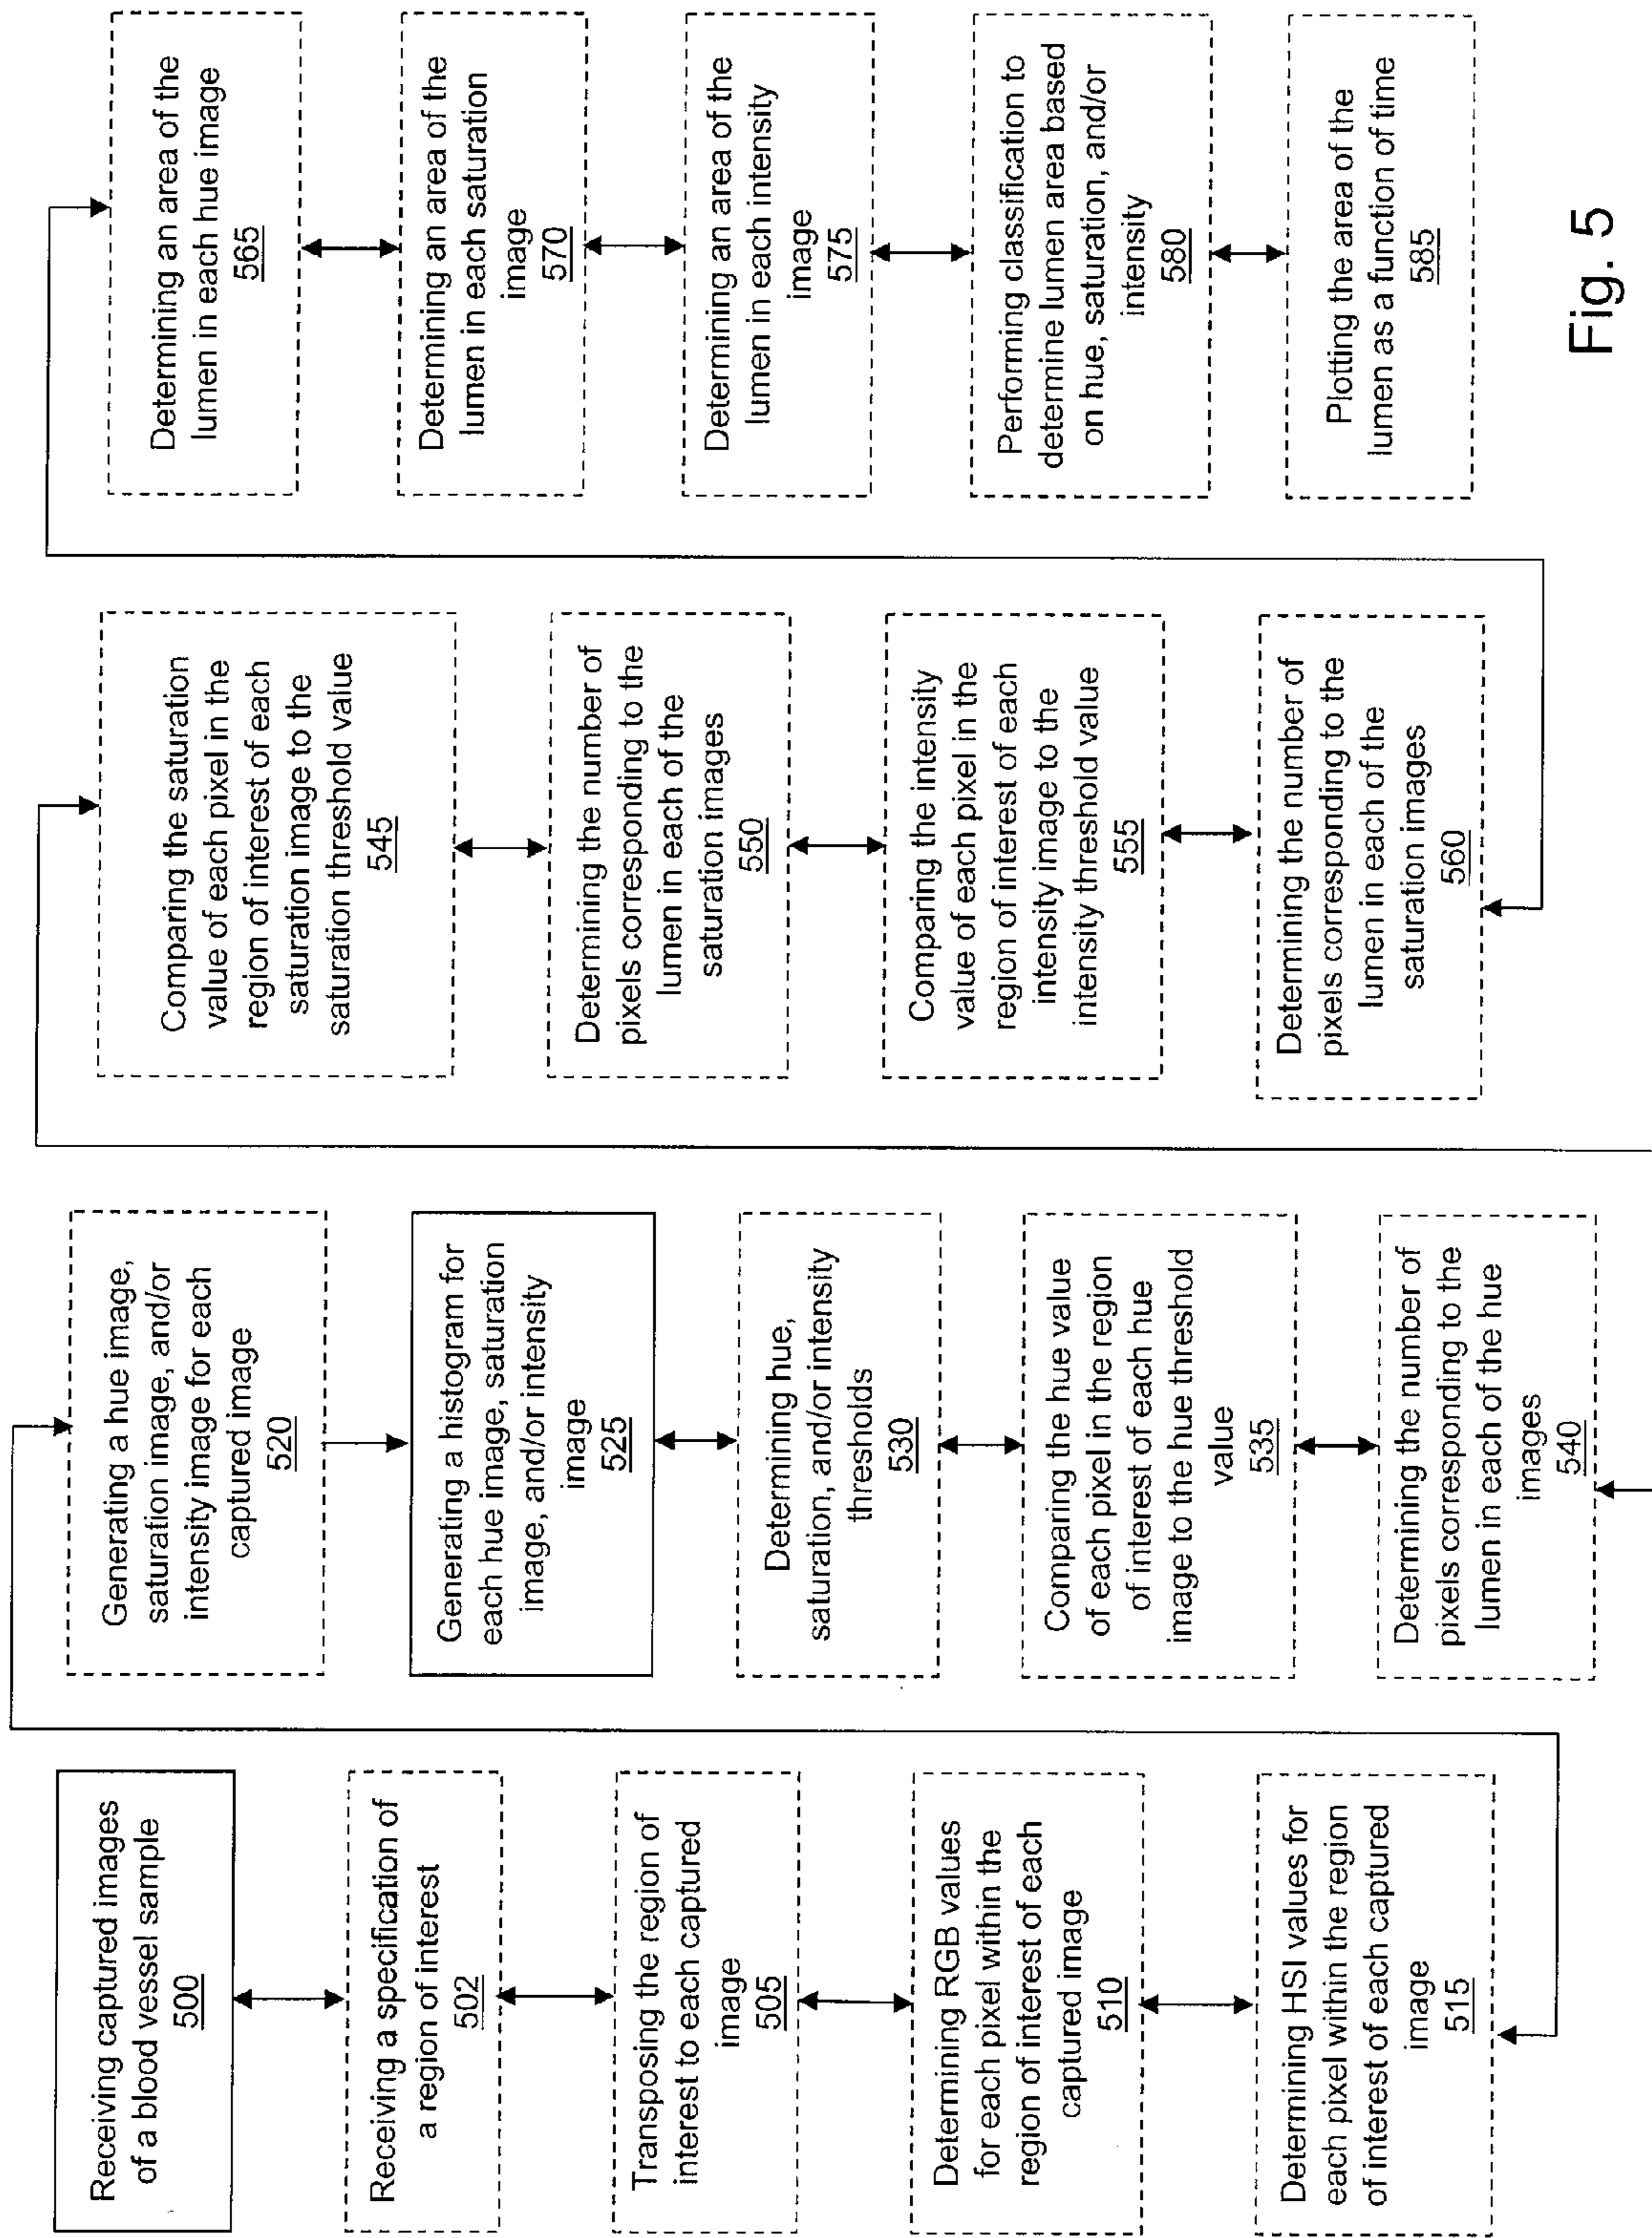 Receiving captured images
of a blood vessel sample
500
Receiving a specification of
a region of interest
502
Transposing the region of
interest to each captured
image
505
Determining RGB values
for each pixel within the
region of interest of each
captured image
510
Determining HSI values for
each pixel within the region
of interest of each captured
image
515
Generating a hue image,
saturation image, and/or
intensity image for each
captured image
520
Generating a histogram for
each hue image, saturation
image, and/or intensity
image
525
Determining hue,
saturation, and/or intensity
thresholds
530
Comparing the hue value
of each pixel in the region
of interest of each hue
image to the hue threshold
value
535
Determining the number of
pixels corresponding to the
lumen in each of the hue
images
540
Comparing the saturation
value of each pixel in the
region of interest of each
saturation image to the
saturation threshold value
545
Determining the number of
pixels corresponding to the
lumen in each of the
saturation images
550
Comparing the intensity
value of each pixel in the
region of interest of each
intensity image to the
intensity threshold value
555
Determining the number of
pixels corresponding to the
lumen in each of the
saturation images
560
Determining an area of the
lumen in each hue image
565
Determining an area of the
lumen in each saturation
image
570
Determining an area of the
lumen in each intensity
image
575
Performing classification to
determine lumen area based
on hue, saturation, and/or
intensity
580
Plotting the area of the
lumen as a function of time
585
Fig. 5